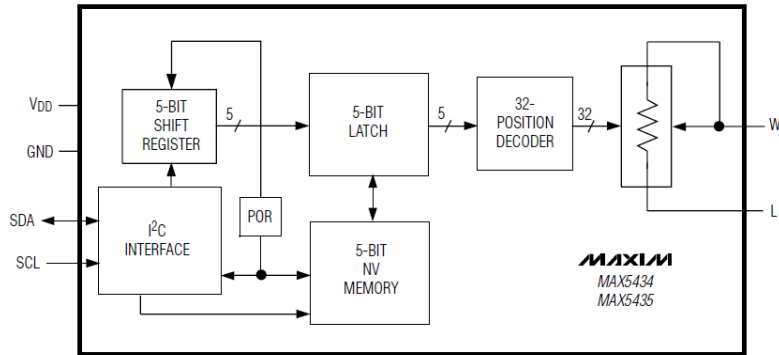 VDD
GND
SDA
SCL
5-BIT
SHIFT
REGISTER
5
I2C
INTERFACE
POR
5-BIT
LATCH
5
5-BIT
NV
MEMORY
32-
POSITION
DECODER
32
W
L
MAXIM
MAX5434
MAX5435